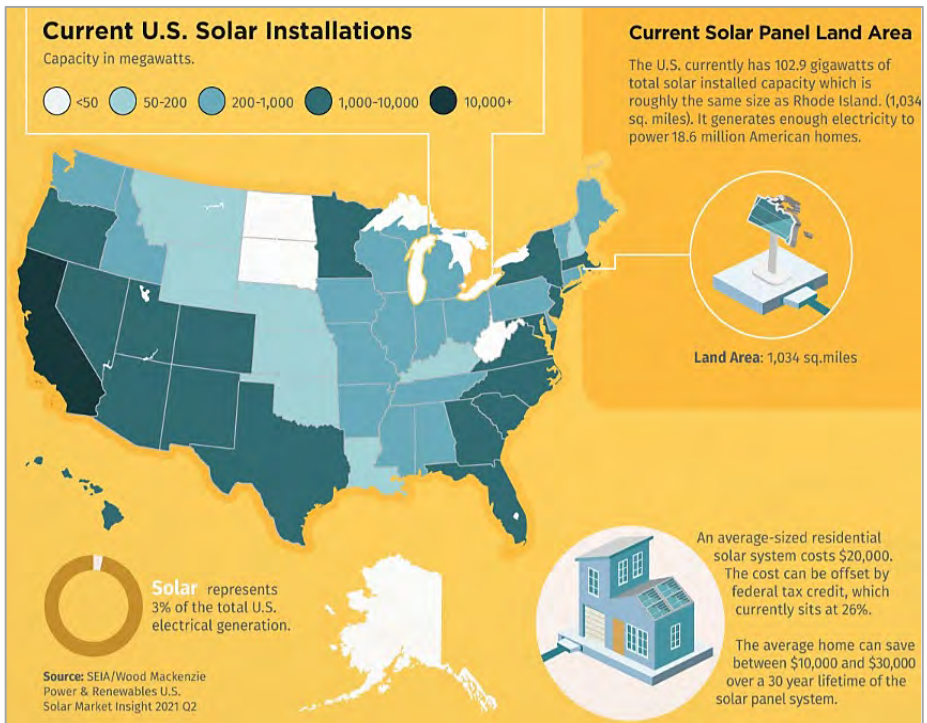 Current U.S. Solar Installations
Capacity in megawatts.
<50
50-200
200-1,000
1,000-10,000
10,000+
Current Solar Panel Land Area
The U.S. currently has 102.9 gigawatts of
total solar installed capacity which is
roughly the same size as Rhode Island. (1,034
sq. miles). It generates enough electricity to
power 18.6 million American homes.
Land Area: 1,034 sq.miles
Solar represents
3% of the total U.S.
electrical generation.
Source: SEIA/Wood Mackenzie
Power & Renewables U.S.
Solar Market Insight 2021 Q2
An average-sized residential
solar system costs $20,000.
The cost can be offset by
federal tax credit, which
currently sits at 26%.
The average home can save
between $10,000 and $30,000
over a 30 year lifetime of the
solar panel system.